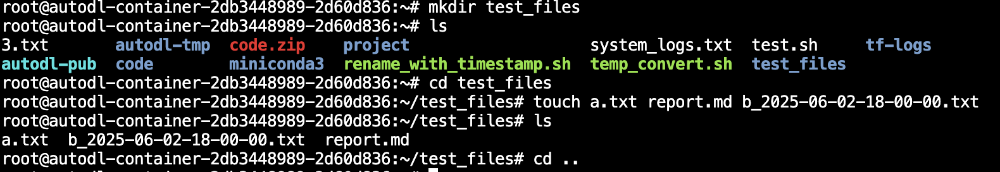 root@autodl-container-2db3448989-2d60d836:~# mkdir test_files
root@autodl-container-2db3448989-2d60d836:~# ls
3.txt       autodl-tmp  code.zip    project                   system_logs.txt  test.sh     tf-logs
autodl-pub  code        miniconda3  rename_with_timestamp.sh  temp_convert.sh  test_files
root@autodl-container-2db3448989-2d60d836:~# cd test_files
root@autodl-container-2db3448989-2d60d836:~/test_files# touch a.txt report.md b_2025-06-02-18-00-00.txt
root@autodl-container-2db3448989-2d60d836:~/test_files# ls
a.txt  b_2025-06-02-18-00-00.txt  report.md
root@autodl-container-2db3448989-2d60d836:~/test_files# cd ..